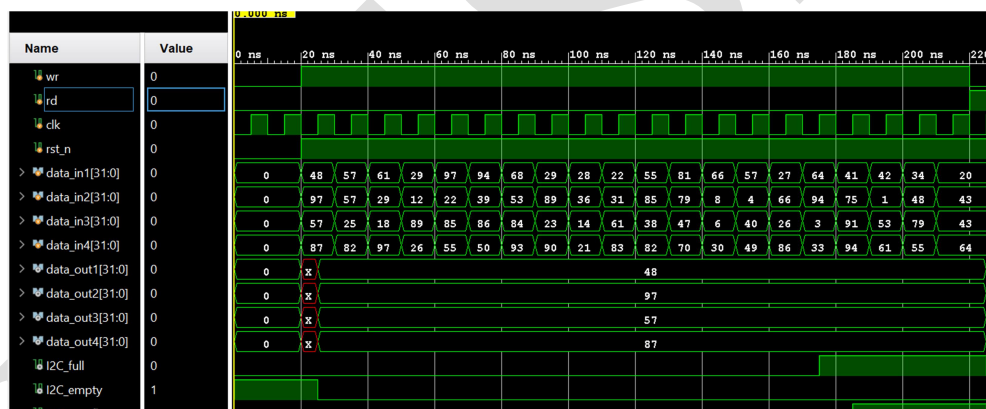 0.000 ns
Name Value 0 ns 20 ns 40 ns 60 ns 80 ns 100 ns 120 ns 140 ns 160 ns 180 ns 200 ns
wr 0
rd 0
clk 0
rst_n 0
data_in1[31:0] 0 0 48 57 61 29 97 94 68 29 28 22 55 81 66 57 27 64 41 42 34 20
data_in2[31:0] 0 0 97 57 29 12 22 39 53 89 36 31 85 79 8 4 66 94 75 1 48 43
data_in3[31:0] 0 0 57 25 18 89 85 86 84 23 14 61 38 47 6 40 26 3 91 53 79 43
data_in4[31:0] 0 0 87 82 97 26 55 50 93 90 21 83 82 70 30 49 86 33 94 61 55 64
data_out1[31:0] 0 0 X 48
data_out2[31:0] 0 0 X 97
data_out3[31:0] 0 0 X 57
data_out4[31:0] 0 0 X 87
I2C_full 0
I2C_empty 1